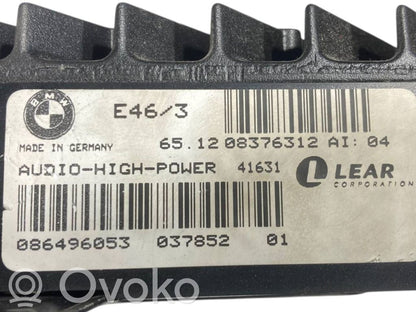 BMW
E46/3
MADE IN GERMANY
65.12 08376312 AI: 04
AUDIO-HIGH-POWER 41631
LEAR
CORPORATION
086496053 037852 01
OVOKO